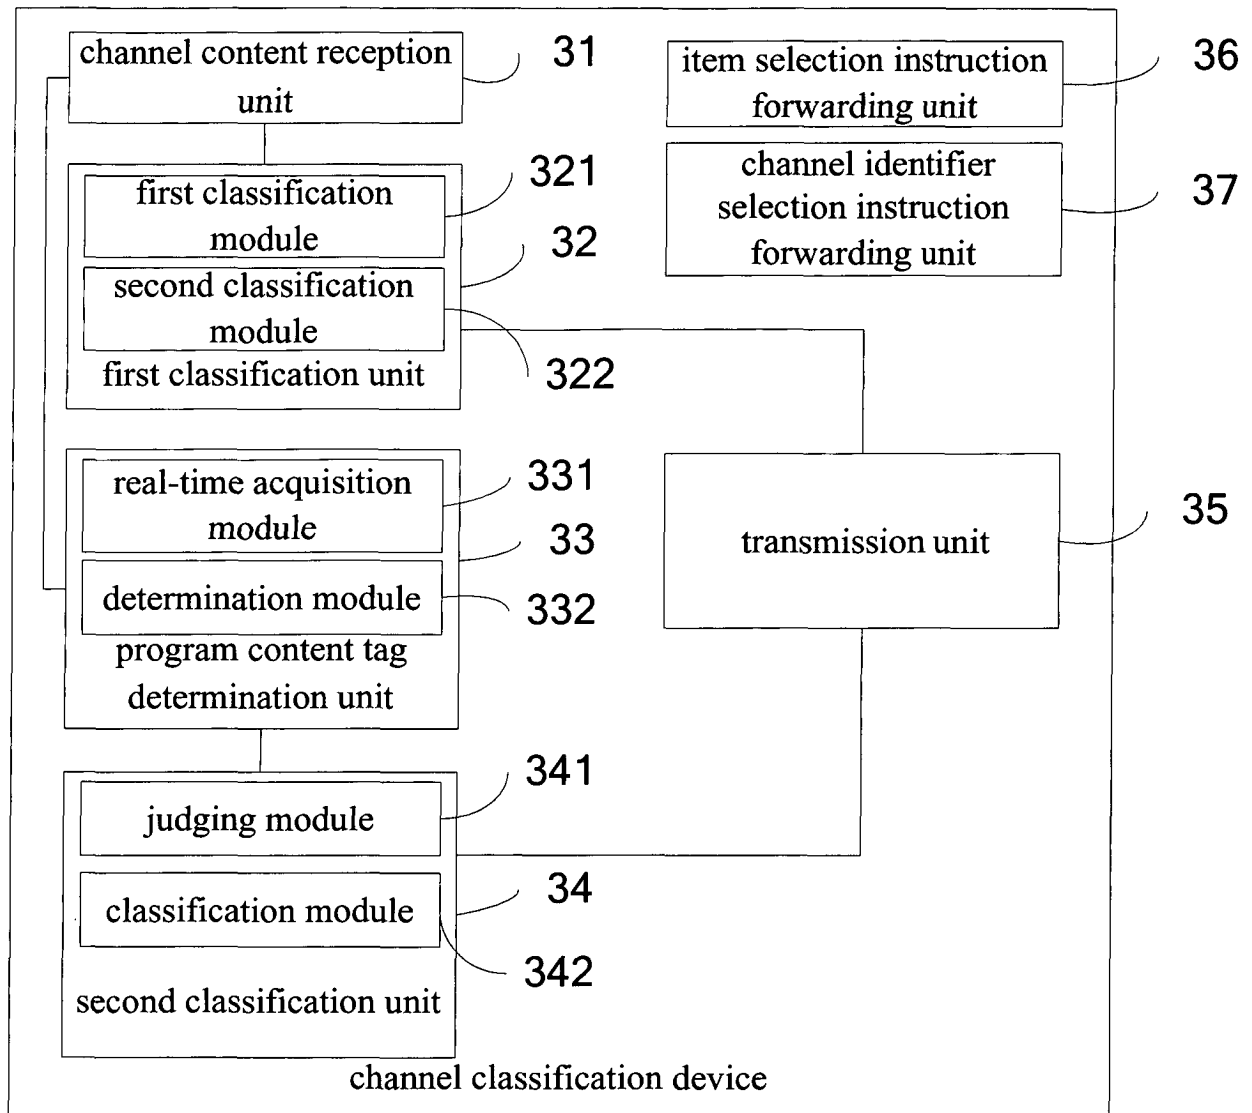 channel content reception
unit
31
first classification
module
321
32
second classification
module
322
first classification unit
real-time acquisition
module
331
33
determination module
332
program content tag
determination unit
judging module
341
34
classification module
342
second classification unit
item selection instruction
forwarding unit
36
channel identifier
selection instruction
forwarding unit
37
transmission unit
35
channel classification device